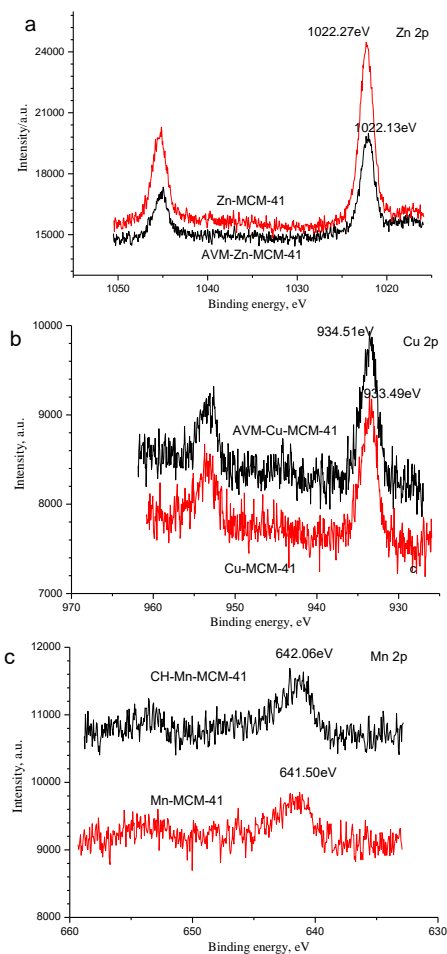 a
1022.27eV
Zn 2p
24000
21000
18000
15000
Intensity/a.u.
1022.13eV
Zn-MCM-41
AVM-Zn-MCM-41
1050 1040 1030 1020
Binding energy, eV
b
10000
9000
8000
7000
Intensity, a.u.
934.51eV
Cu 2p
933.49eV
AVM-Cu-MCM-41
Cu-MCM-41
c
970 960 950 940 930
Binding energy, eV
c
12000
11000
10000
9000
8000
Intensity, a.u.
642.06eV
Mn 2p
CH-Mn-MCM-41
641.50eV
Mn-MCM-41
660 650 640 630
Binding energy, eV